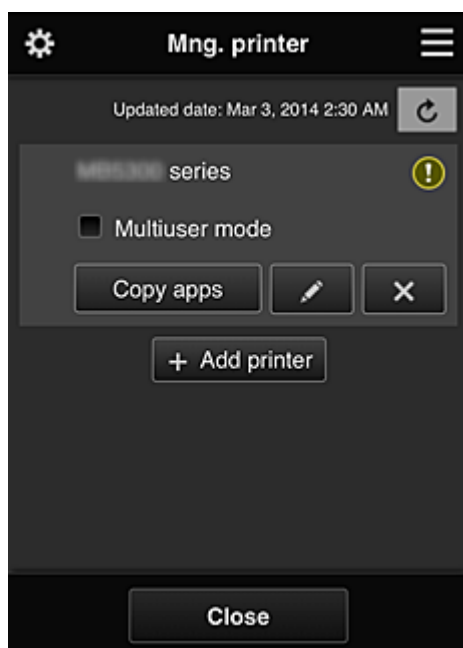 Mng. printer
Updated date: Mar 3, 2014 2:30 AM
series
Multiuser mode
Copy apps
+ Add printer
Close